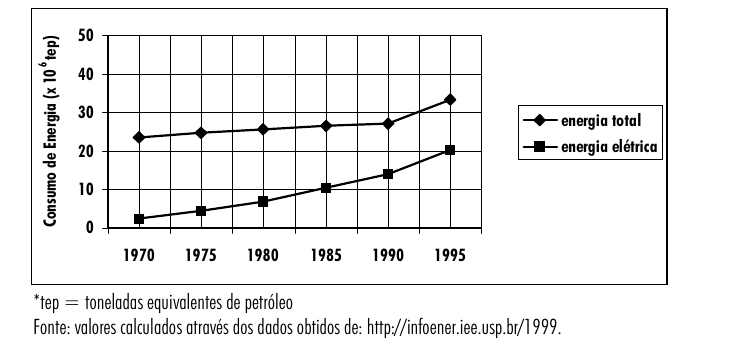 Consumo de Energia (x 10⁶tep)
50
40
30
20
10
0
1970 1975 1980 1985 1990 1995
energia total
energia elétrica
*tep = toneladas equivalentes de petróleo
Fonte: valores calculados através dos dados obtidos de: http://infoener.iee.usp.br/1999.